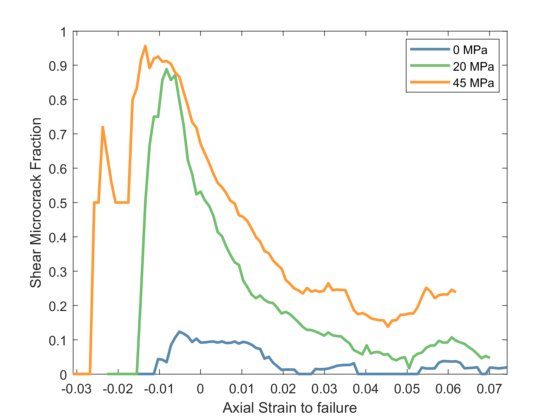 1
0.9
0.8
0.7
0.6
0.5
0.4
0.3
0.2
0.1
0
Shear Microcrack Fraction
0 MPa
20 MPa
45 MPa
-0.03 -0.02 -0.01 0 0.01 0.02 0.03 0.04 0.05 0.06 0.07
Axial Strain to failure